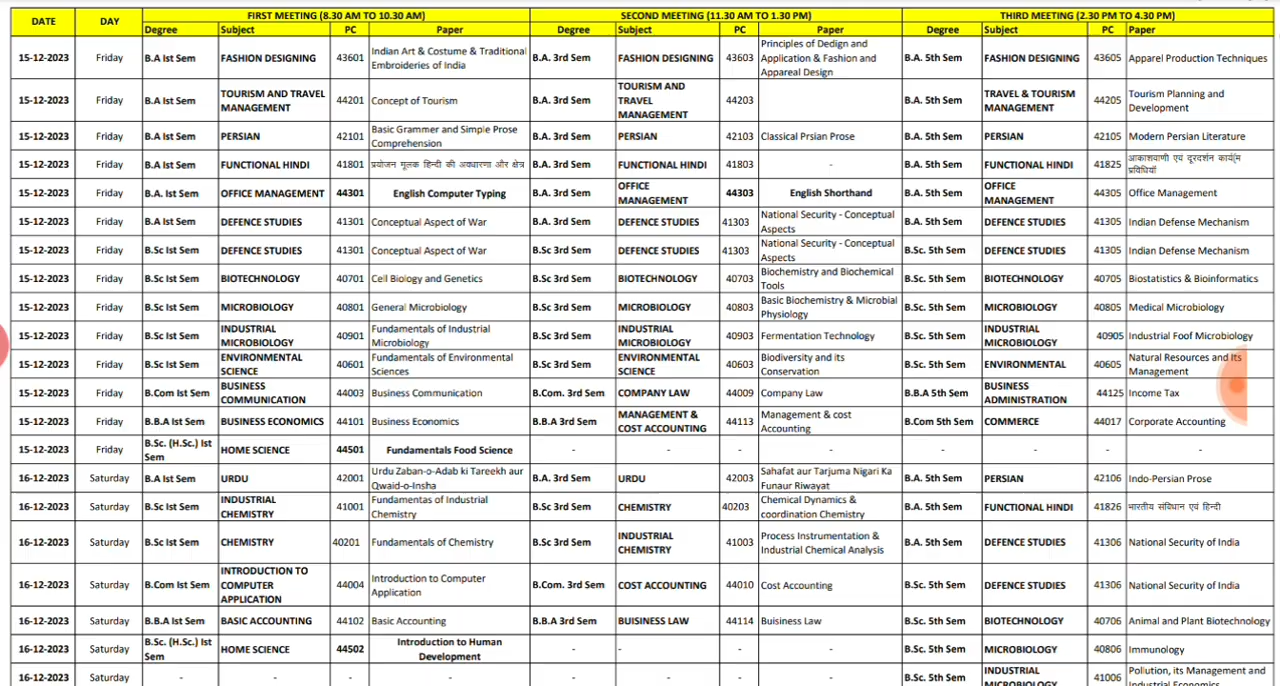 DATE DAY FIRST MEETING (8.30 AM TO 10.30 AM) SECOND MEETING (11.30 AM TO 1.30 PM) THIRD MEETING (2.30 PM TO 4.30 PM)
Degree Subject PC Paper Degree Subject PC Paper Degree Subject PC Paper
15-12-2023 Friday B.A Ist Sem FASHION DESIGNING 43601 Indian Art & Costume & Traditional Embroideries of India B.A. 3rd Sem FASHION DESIGNING 43603 Principles of Dedign and Application & Fashion and Appareal Design B.A. 5th Sem FASHION DESIGNING 43605 Apparel Production Techniques
15-12-2023 Friday B.A Ist Sem TOURISM AND TRAVEL MANAGEMENT 44201 Concept of Tourism B.A. 3rd Sem TOURISM AND TRAVEL MANAGEMENT 44203 B.A. 5th Sem TRAVEL & TOURISM MANAGEMENT 44205 Tourism Planning and Development
15-12-2023 Friday B.A Ist Sem PERSIAN 42101 Basic Grammer and Simple Prose Comprehension B.A. 3rd Sem PERSIAN 42103 Classical Prsian Prose B.A. 5th Sem PERSIAN 42105 Modern Persian Literature
15-12-2023 Friday B.A Ist Sem FUNCTIONAL HINDI 41801 प्रयोजन मूलक हिन्दी की अवधारणा और क्षेत्र B.A. 3rd Sem FUNCTIONAL HINDI 41803 - B.A. 5th Sem FUNCTIONAL HINDI 41825 आकाशवाणी एवं दूरदर्शन कार्य(म प्रविधियाँ
15-12-2023 Friday B.A. Ist Sem OFFICE MANAGEMENT 44301 English Computer Typing B.A. 3rd Sem OFFICE MANAGEMENT 44303 English Shorthand B.A. 5th Sem OFFICE MANAGEMENT 44305 Office Management
15-12-2023 Friday B.A Ist Sem DEFENCE STUDIES 41301 Conceptual Aspect of War B.A. 3rd Sem DEFENCE STUDIES 41303 National Security - Conceptual Aspects B.A. 5th Sem DEFENCE STUDIES 41305 Indian Defense Mechanism
15-12-2023 Friday B.Sc Ist Sem DEFENCE STUDIES 41301 Conceptual Aspect of War B.Sc 3rd Sem DEFENCE STUDIES 41303 National Security - Conceptual Aspects B.Sc. 5th Sem DEFENCE STUDIES 41305 Indian Defense Mechanism
15-12-2023 Friday B.Sc Ist Sem BIOTECHNOLOGY 40701 Cell Biology and Genetics B.Sc 3rd Sem BIOTECHNOLOGY 40703 Biochemistry and Biochemical Tools B.Sc. 5th Sem BIOTECHNOLOGY 40705 Biostatistics & Bioinformatics
15-12-2023 Friday B.Sc Ist Sem MICROBIOLOGY 40801 General Microbiology B.Sc 3rd Sem MICROBIOLOGY 40803 Basic Biochemistry & Microbial Physiology B.Sc. 5th Sem MICROBIOLOGY 40805 Medical Microbiology
15-12-2023 Friday B.Sc Ist Sem INDUSTRIAL MICROBIOLOGY 40901 Fundamentals of Industrial Microbiology B.Sc 3rd Sem INDUSTRIAL MICROBIOLOGY 40903 Fermentation Technology B.Sc. 5th Sem INDUSTRIAL MICROBIOLOGY 40905 Industrial Foof Microbiology
15-12-2023 Friday B.Sc Ist Sem ENVIRONMENTAL SCIENCE 40601 Fundamentals of Environmental Sciences B.Sc 3rd Sem ENVIRONMENTAL SCIENCE 40603 Biodiversity and its Conservation B.Sc. 5th Sem ENVIRONMENTAL 40605 Natural Resources and Its Management
15-12-2023 Friday B.Com Ist Sem BUSINESS COMMUNICATION 44003 Business Communication B.Com. 3rd Sem COMPANY LAW 44009 Company Law B.B.A 5th Sem BUSINESS ADMINISTRATION 44125 Income Tax
15-12-2023 Friday B.B.A Ist Sem BUSINESS ECONOMICS 44101 Business Economics B.B.A 3rd Sem MANAGEMENT & COST ACCOUNTING 44113 Management & cost Accounting B.Com 5th Sem COMMERCE 44017 Corporate Accounting
15-12-2023 Friday B.Sc. (H.Sc.) Ist Sem HOME SCIENCE 44501 Fundamentals Food Science - - - - - - - -
16-12-2023 Saturday B.A Ist Sem URDU 42001 Urdu Zaban-o-Adab ki Tareekh aur Qwaid-o-Insha B.A. 3rd Sem URDU 42003 Sahafat aur Tarjuma Nigari Ka Funaur Riwayat B.A. 5th Sem PERSIAN 42106 Indo-Persian Prose
16-12-2023 Saturday B.Sc Ist Sem INDUSTRIAL CHEMISTRY 41001 Fundamentas of Industrial Chemistry B.Sc 3rd Sem CHEMISTRY 40203 Chemical Dynamics & coordination Chemistry B.A. 5th Sem FUNCTIONAL HINDI 41826 भारतीय संविधान एवं हिन्दी
16-12-2023 Saturday B.Sc Ist Sem CHEMISTRY 40201 Fundamentals of Chemistry B.Sc 3rd Sem INDUSTRIAL CHEMISTRY 41003 Process Instrumentation & Industrial Chemical Analysis B.A. 5th Sem DEFENCE STUDIES 41306 National Security of India
16-12-2023 Saturday B.Com Ist Sem INTRODUCTION TO COMPUTER APPLICATION 44004 Introduction to Computer Application B.Com. 3rd Sem COST ACCOUNTING 44010 Cost Accounting B.Sc. 5th Sem DEFENCE STUDIES 41306 National Security of India
16-12-2023 Saturday B.B.A Ist Sem BASIC ACCOUNTING 44102 Basic Accounting B.B.A 3rd Sem BUISINESS LAW 44114 Buisiness Law B.Sc. 5th Sem BIOTECHNOLOGY 40706 Animal and Plant Biotechnology
16-12-2023 Saturday B.Sc. (H.Sc.) Ist Sem HOME SCIENCE 44502 Introduction to Human Development - - - - B.Sc. 5th Sem MICROBIOLOGY 40806 Immunology
16-12-2023 Saturday - - - - - - - - B.Sc. 5th Sem INDUSTRIAL MICROBIOLOGY 41006 Pollution, its Management and Industrial Economics